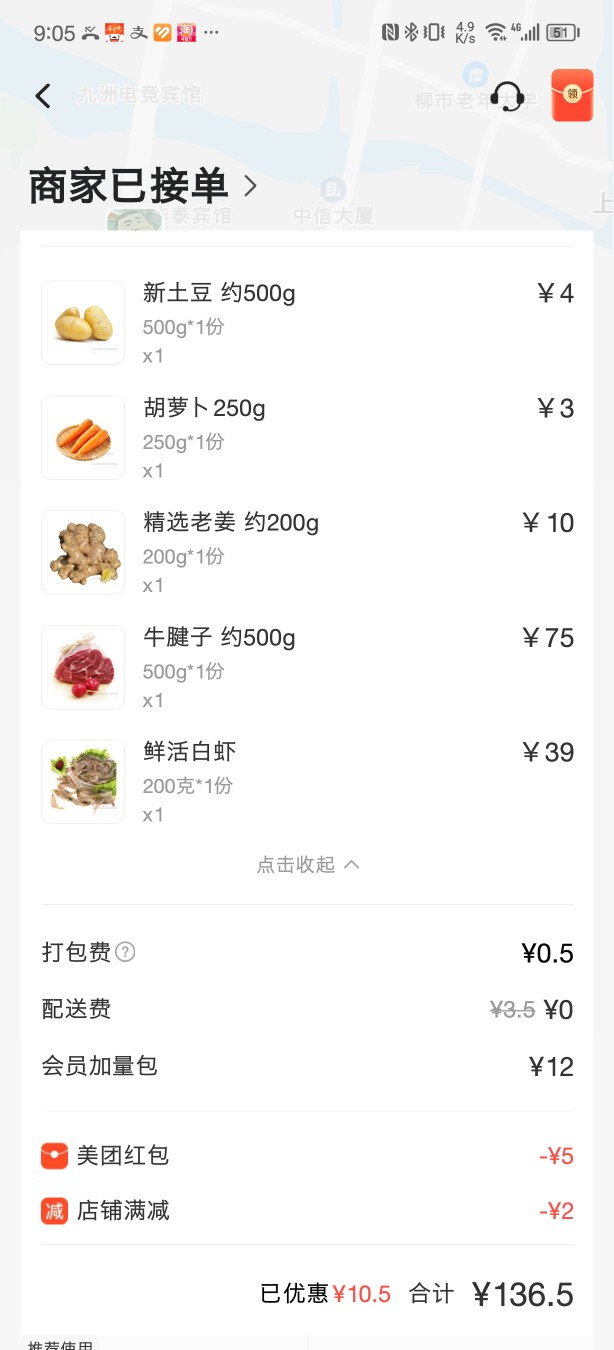 9:05
4.9 K/s
4G
51
九洲电竞宾馆
柳市老年大学
领
商家已接单
泰宾馆
中信大厦
上
新土豆 约500g ￥4
500g*1份
x1
胡萝卜250g ￥3
250g*1份
x1
精选老姜 约200g ￥10
200g*1份
x1
牛腱子 约500g ￥75
500g*1份
x1
鲜活白虾 ￥39
200克*1份
x1
点击收起
打包费 ? ¥0.5
配送费 ¥3.5 ¥0
会员加量包 ¥12
美团红包 -¥5
减 店铺满减 -¥2
已优惠¥10.5 合计 ¥136.5
推荐使用